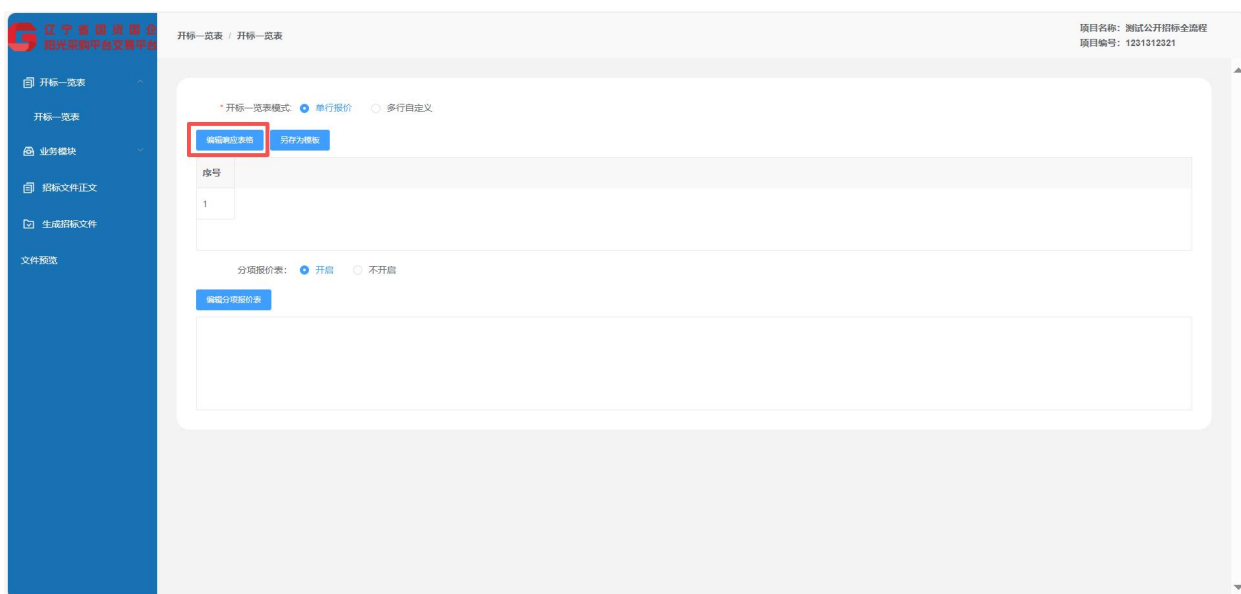 辽宁省国资国企
阳光采购平台交易平台
开标一览表 / 开标一览表
项目名称：测试公开招标全流程
项目编号：1231312321
开标一览表
开标一览表
业务模块
招标文件正文
生成招标文件
文件预览
*开标一览表模式: 单行报价 多行自定义
编辑响应表格 另存为模板
序号
1
分项报价表: 开启 不开启
编辑分项报价表